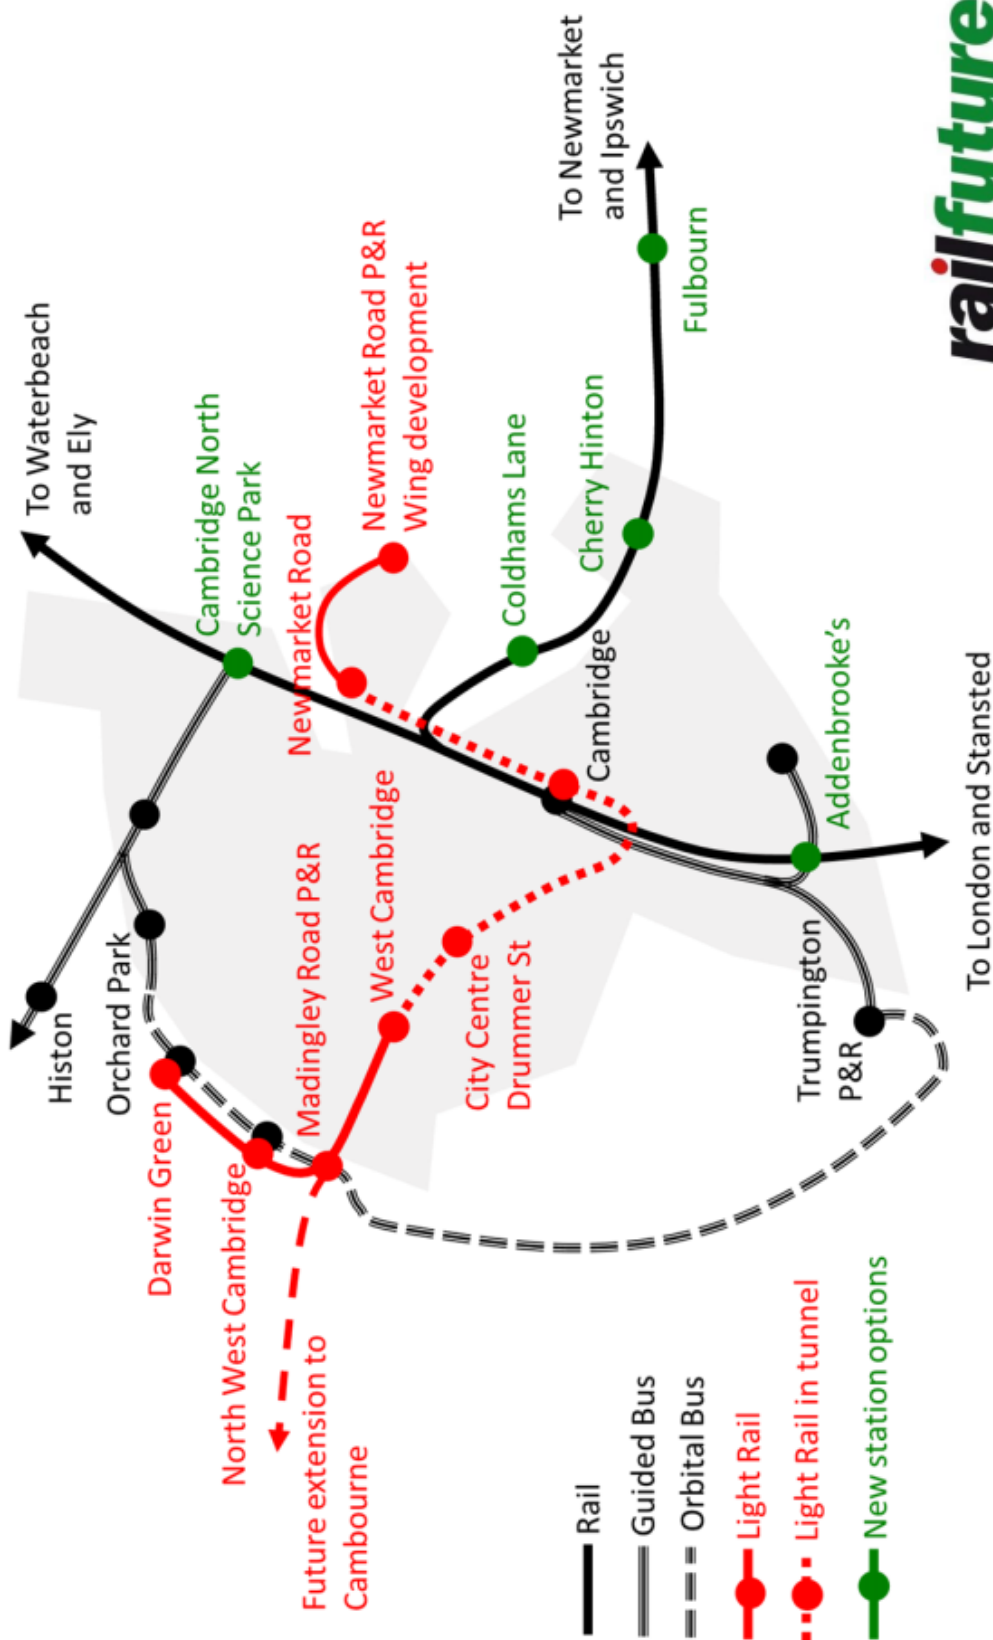 To Waterbeach
and Ely
Cambridge North
Science Park
Histon
Orchard Park
Darwin Green
North West Cambridge
Madingley Road P&R
Future extension to
Cambourne
West Cambridge
City Centre
Drummer St
Newmarket Road
Newmarket Road P&R
Wing development
Coldhams Lane
Cherry Hinton
Fulbourn
To Newmarket
and Ipswich
Cambridge
Addenbrooke's
Trumpington
P&R
To London and Stansted
Rail
Guided Bus
Orbital Bus
Light Rail
Light Rail in tunnel
New station options
railfuture